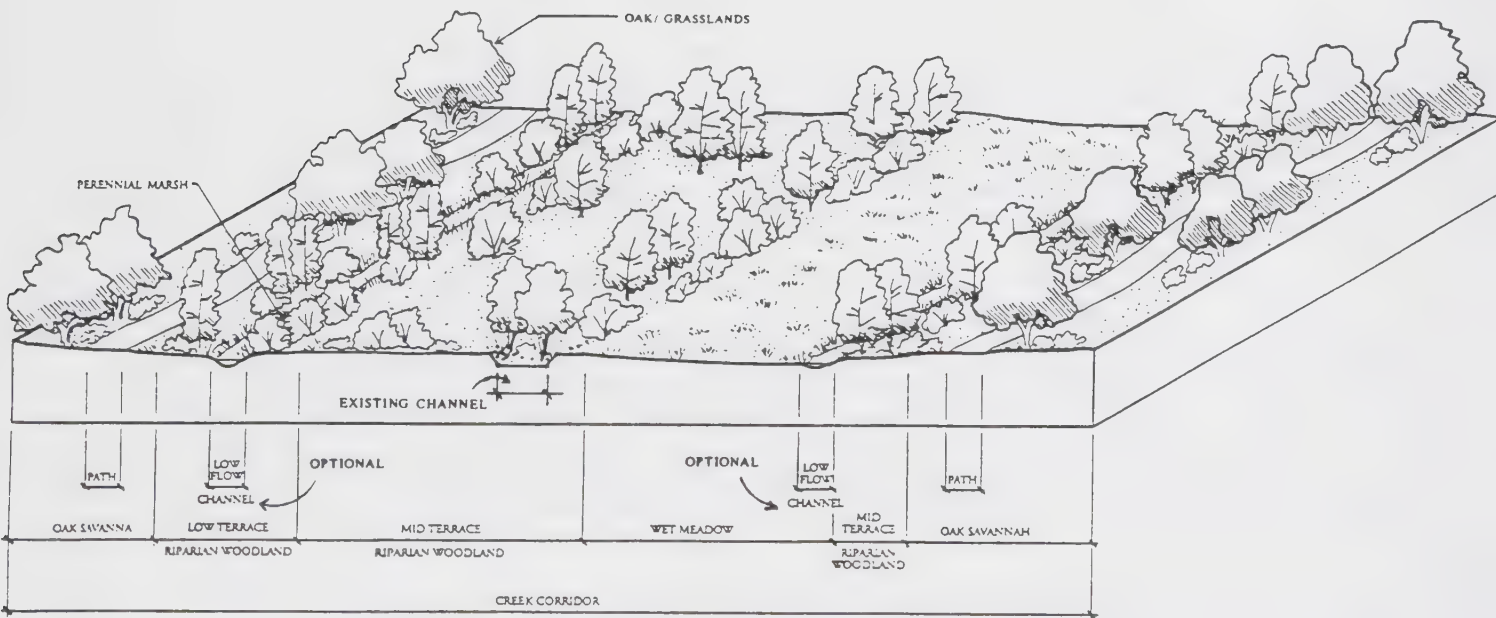 OAK/ GRASSLANDS
PERENNIAL MARSH
EXISTING CHANNEL
PATH
LOW
FLOW
CHANNEL
OPTIONAL
OPTIONAL
LOW
FLOW
CHANNEL
PATH
OAK SAVANNA
LOW TERRACE
RIPARIAN WOODLAND
MID TERRACE
RIPARIAN WOODLAND
WET MEADOW
MID
TERRACE
RIPARIAN
WOODLAND
OAK SAVANNAH
CREEK CORRIDOR